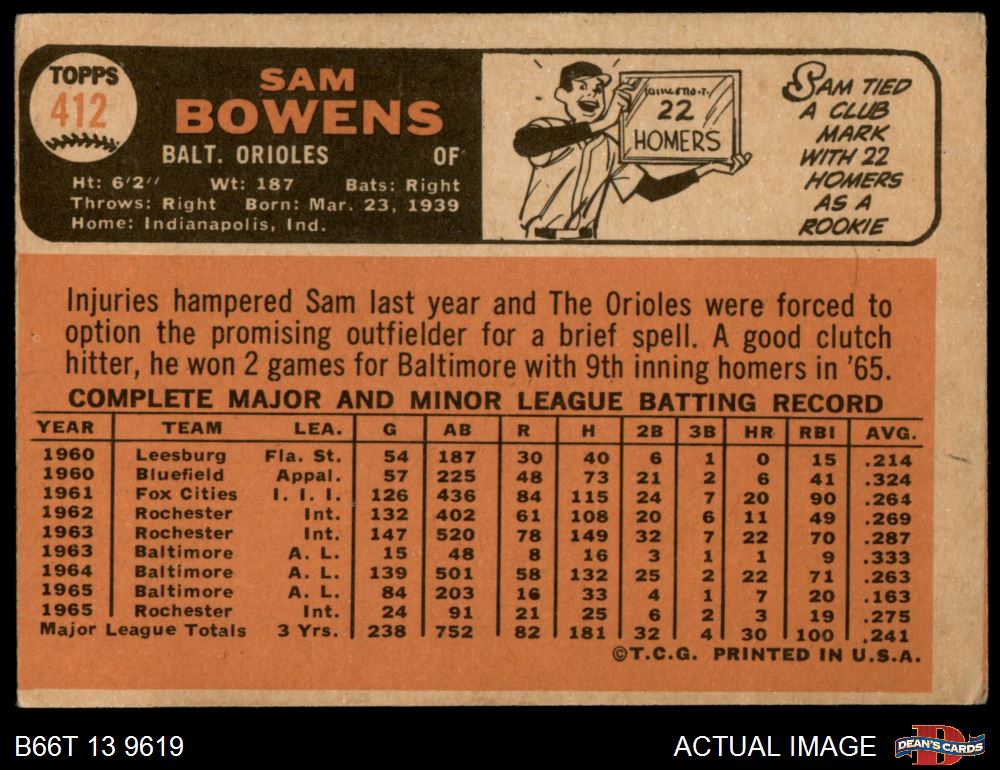 TOPPS
412
SAM
BOWENS
BALT. ORIOLES OF
Ht: 6'2" Wt: 187 Bats: Right
Throws: Right Born: Mar. 23, 1939
Home: Indianapolis, Ind.
22
HOMERS
SAM TIED
A CLUB
MARK
WITH 22
HOMERS
AS A
ROOKIE
Injuries hampered Sam last year and The Orioles were forced to
option the promising outfielder for a brief spell. A good clutch
hitter, he won 2 games for Baltimore with 9th inning homers in '65.
COMPLETE MAJOR AND MINOR LEAGUE BATTING RECORD
YEAR TEAM LEA. G AB R H 2B 3B HR RBI AVG.
1960 Leesburg Fla. St. 54 187 30 40 6 1 0 15 .214
1960 Bluefield Appal. 57 225 48 73 21 2 6 41 .324
1961 Fox Cities I. I. I. 126 436 84 115 24 7 20 90 .264
1962 Rochester Int. 132 402 61 108 20 6 11 49 .269
1963 Rochester Int. 147 520 78 149 32 7 22 70 .287
1963 Baltimore A. L. 15 48 8 16 3 1 1 9 .333
1964 Baltimore A. L. 139 501 58 132 25 2 22 71 .263
1965 Baltimore A. L. 84 203 16 33 4 1 7 20 .163
1965 Rochester Int. 24 91 21 25 6 2 3 19 .275
Major League Totals 3 Yrs. 238 752 82 181 32 4 30 100 .241
©T.C.G. PRINTED IN U.S.A.
B66T 13 9619
ACTUAL IMAGE
DEAN'S CARDS